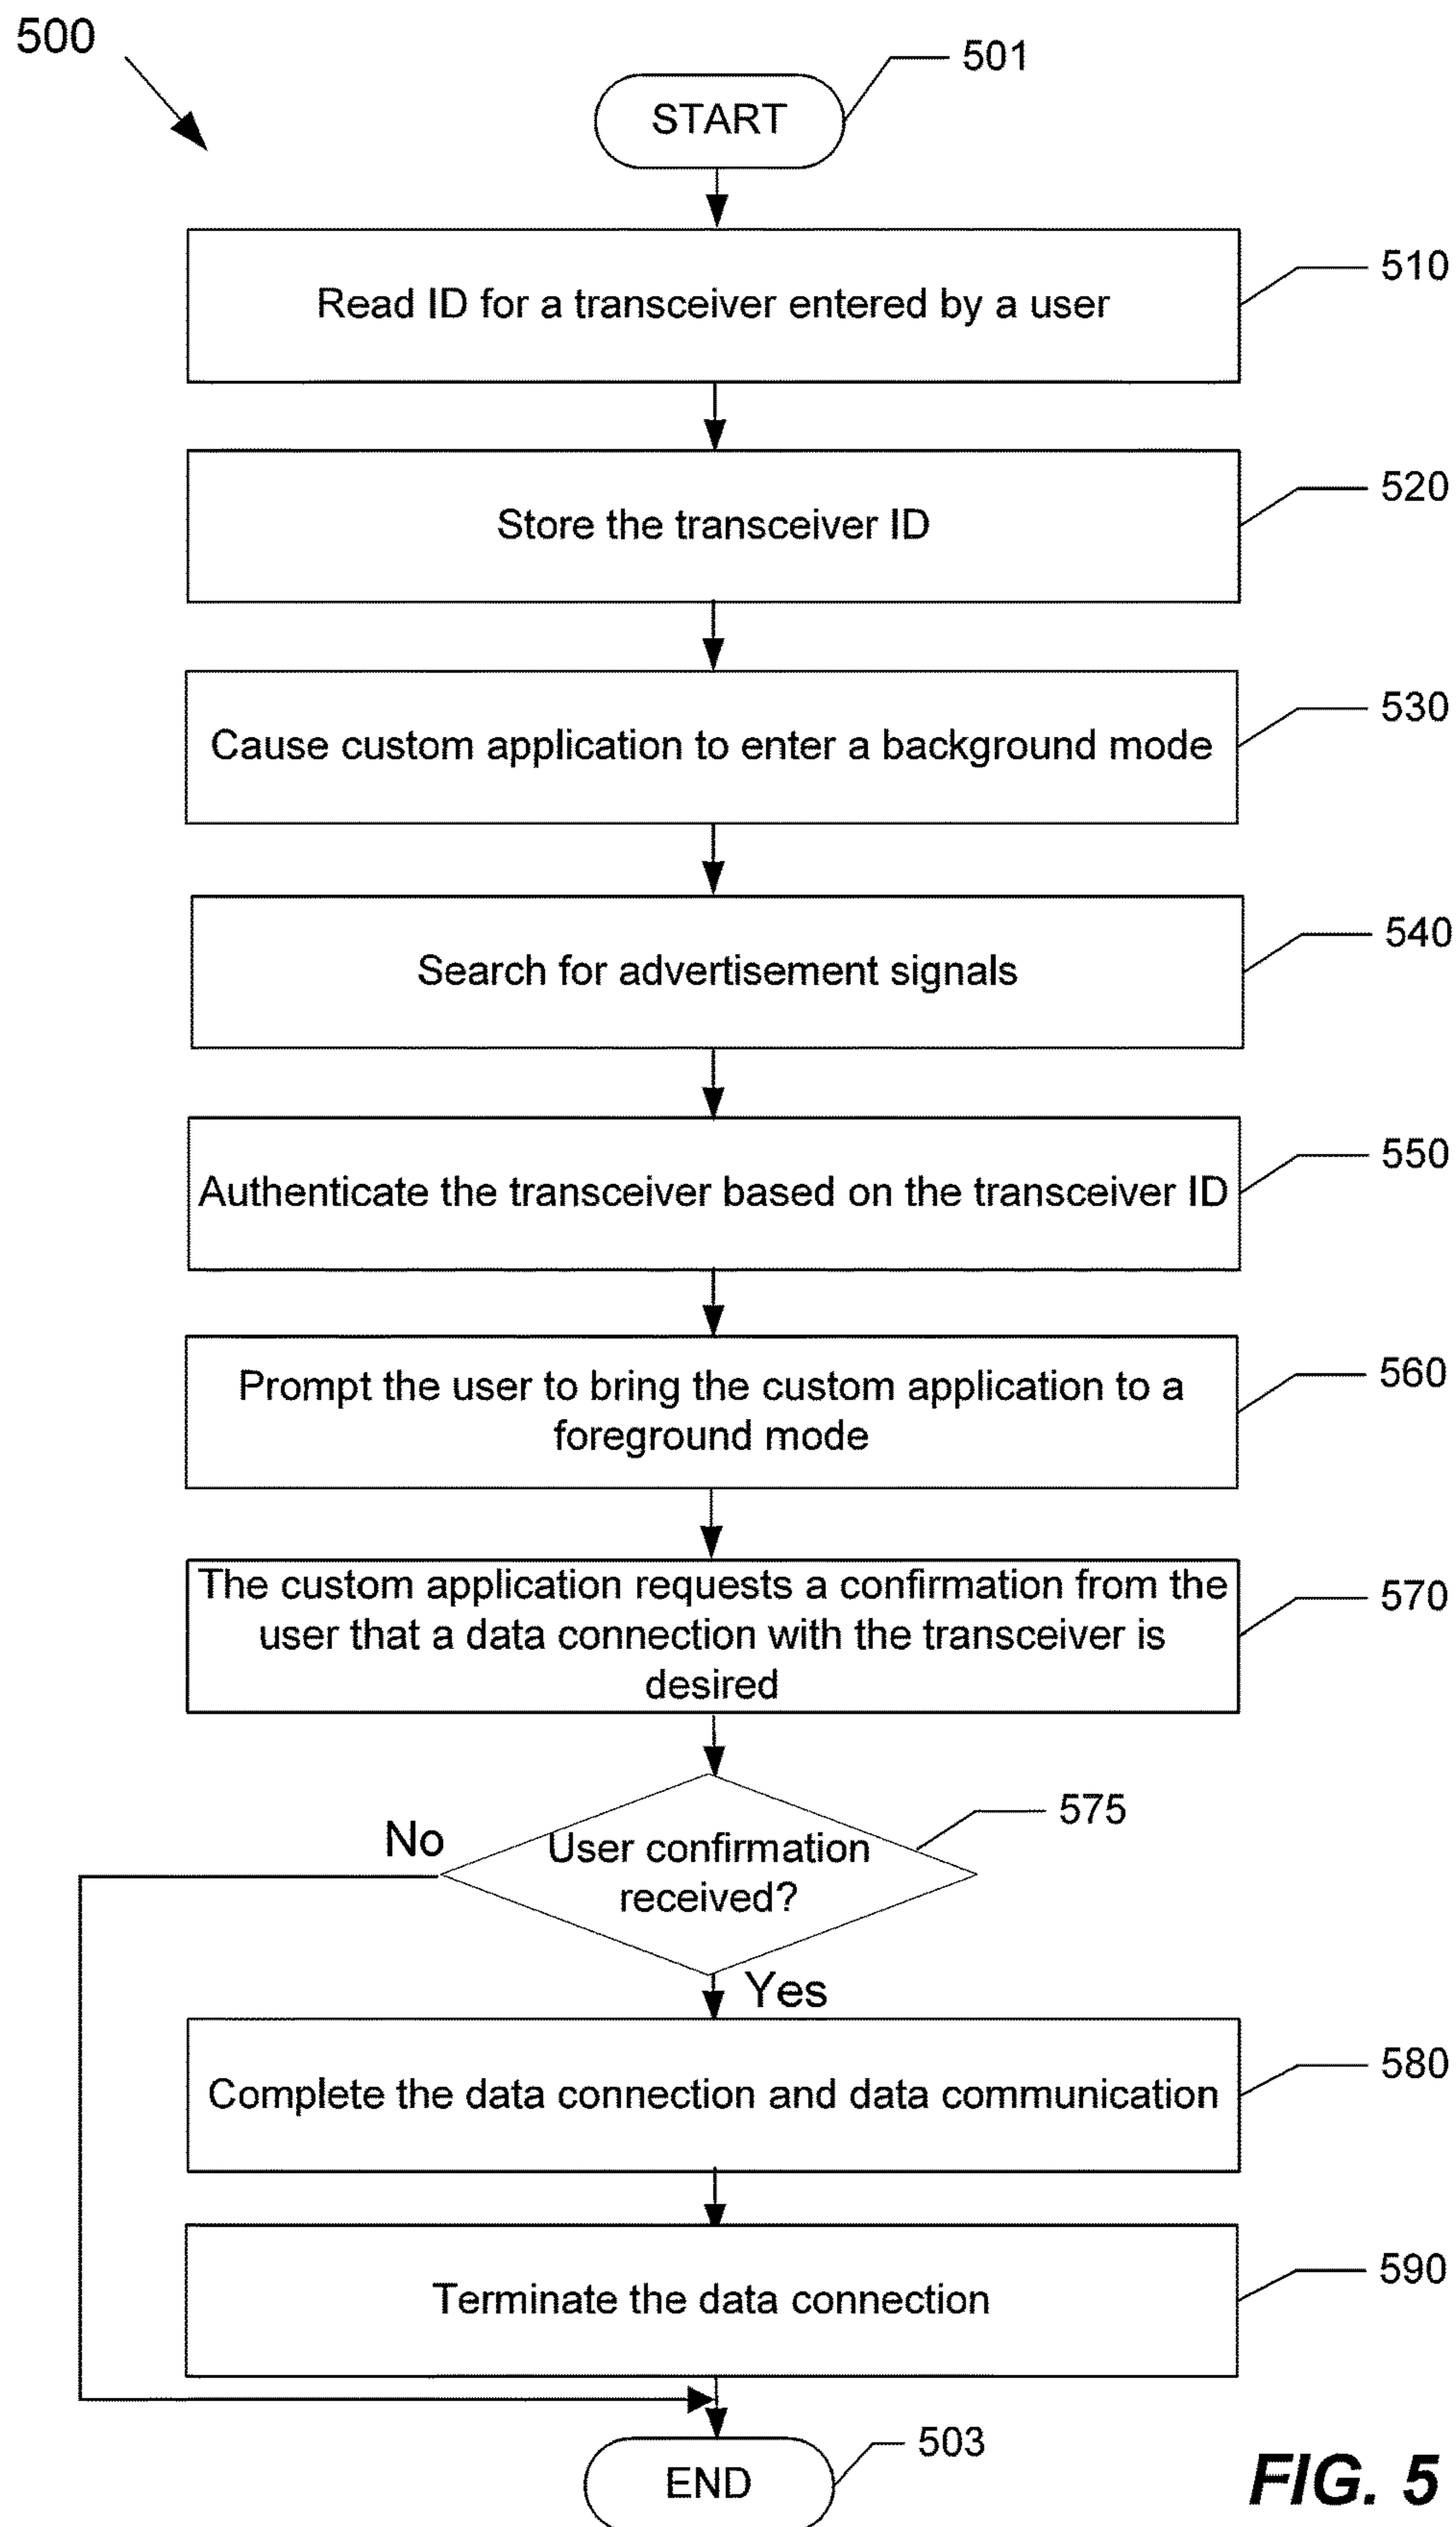 500
501
START
510
Read ID for a transceiver entered by a user
520
Store the transceiver ID
530
Cause custom application to enter a background mode
540
Search for advertisement signals
550
Authenticate the transceiver based on the transceiver ID
560
Prompt the user to bring the custom application to a
foreground mode
570
The custom application requests a confirmation from the
user that a data connection with the transceiver is
desired
575
No
User confirmation
received?
Yes
580
Complete the data connection and data communication
590
Terminate the data connection
503
END
FIG. 5